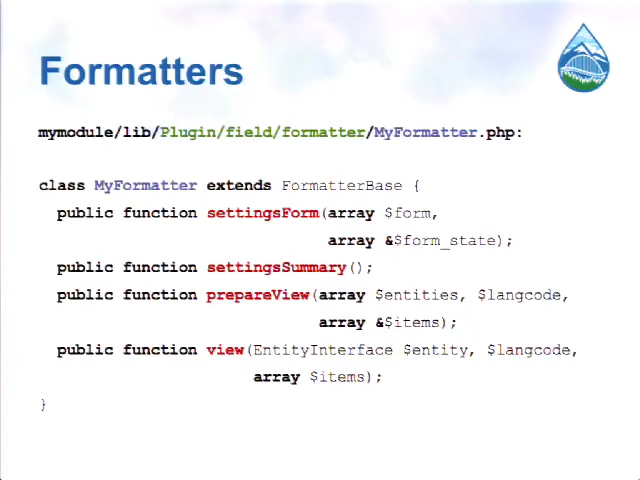 Formatters
mymodule/lib/Plugin/field/formatter/MyFormatter.php:
class MyFormatter extends FormatterBase {
public function settingsForm(array $form,
array &$form_state);
public function settingsSummary();
public function prepareView(array $entities, $langcode,
array &$items);
public function view(EntityInterface $entity, $langcode,
array $items);
}